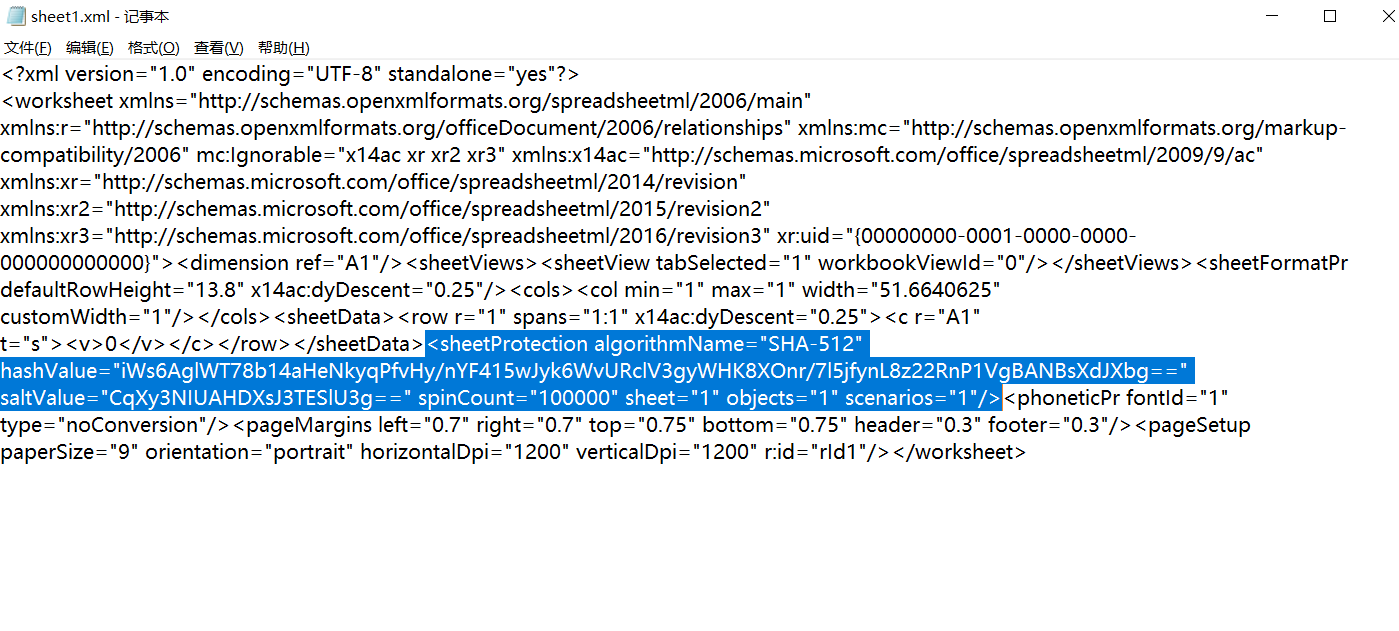 sheet1.xml - 记事本
文件(F) 编辑(E) 格式(O) 查看(V) 帮助(H)
<?xml version="1.0" encoding="UTF-8" standalone="yes"?>
<worksheet xmlns="http://schemas.openxmlformats.org/spreadsheetml/2006/main"
xmlns:r="http://schemas.openxmlformats.org/officeDocument/2006/relationships" xmlns:mc="http://schemas.openxmlformats.org/markup-
compatibility/2006" mc:Ignorable="x14ac xr xr2 xr3" xmlns:x14ac="http://schemas.microsoft.com/office/spreadsheetml/2009/9/ac"
xmlns:xr="http://schemas.microsoft.com/office/spreadsheetml/2014/revision"
xmlns:xr2="http://schemas.microsoft.com/office/spreadsheetml/2015/revision2"
xmlns:xr3="http://schemas.microsoft.com/office/spreadsheetml/2016/revision3" xr:uid="{00000000-0001-0000-0000-
000000000000}"><dimension ref="A1"/><sheetViews><sheetView tabSelected="1" workbookViewId="0"/></sheetViews><sheetFormatPr
defaultRowHeight="13.8" x14ac:dyDescent="0.25"/><cols><col min="1" max="1" width="51.6640625"
customWidth="1"/></cols><sheetData><row r="1" spans="1:1" x14ac:dyDescent="0.25"><c r="A1"
t="s"><v>0</v></c></row></sheetData><sheetProtection algorithmName="SHA-512"
hashValue="iWs6AglWT78b14aHeNkyqPfvHy/nYF415wJyk6WvURclV3gyWHK8XOnr/7l5jfynL8z22RnP1VgBANBsXdJXbg=="
saltValue="CqXy3NIUAHDXsJ3TESlU3g==" spinCount="100000" sheet="1" objects="1" scenarios="1"/><phoneticPr fontId="1"
type="noConversion"/><pageMargins left="0.7" right="0.7" top="0.75" bottom="0.75" header="0.3" footer="0.3"/><pageSetup
paperSize="9" orientation="portrait" horizontalDpi="1200" verticalDpi="1200" r:id="rId1"/></worksheet>